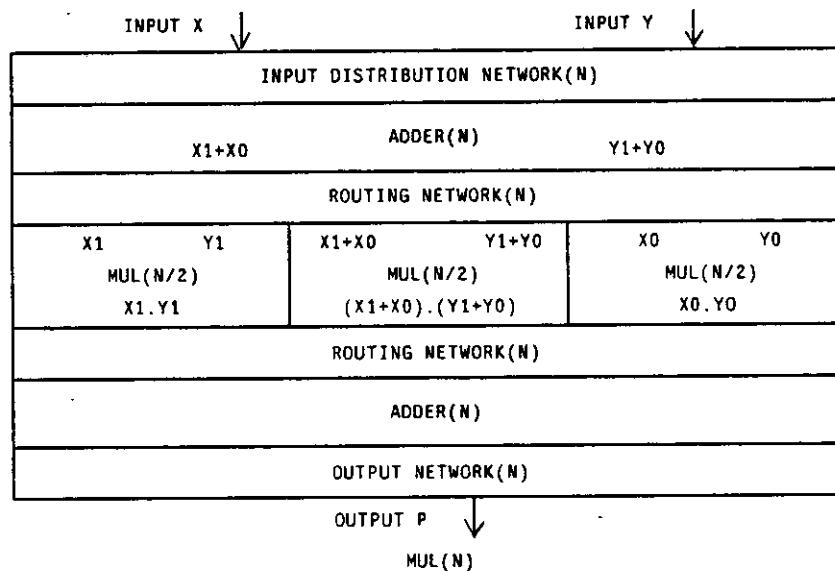 INPUT X INPUT Y
INPUT DISTRIBUTION NETWORK(N)
ADDER(N)
X1+X0 Y1+Y0
ROUTING NETWORK(N)
X1 Y1 X1+X0 Y1+Y0 X0 Y0
MUL(N/2) MUL(N/2) MUL(N/2)
X1.Y1 (X1+X0).(Y1+Y0) X0.Y0
ROUTING NETWORK(N)
ADDER(N)
OUTPUT NETWORK(N)
OUTPUT P
MUL(N)